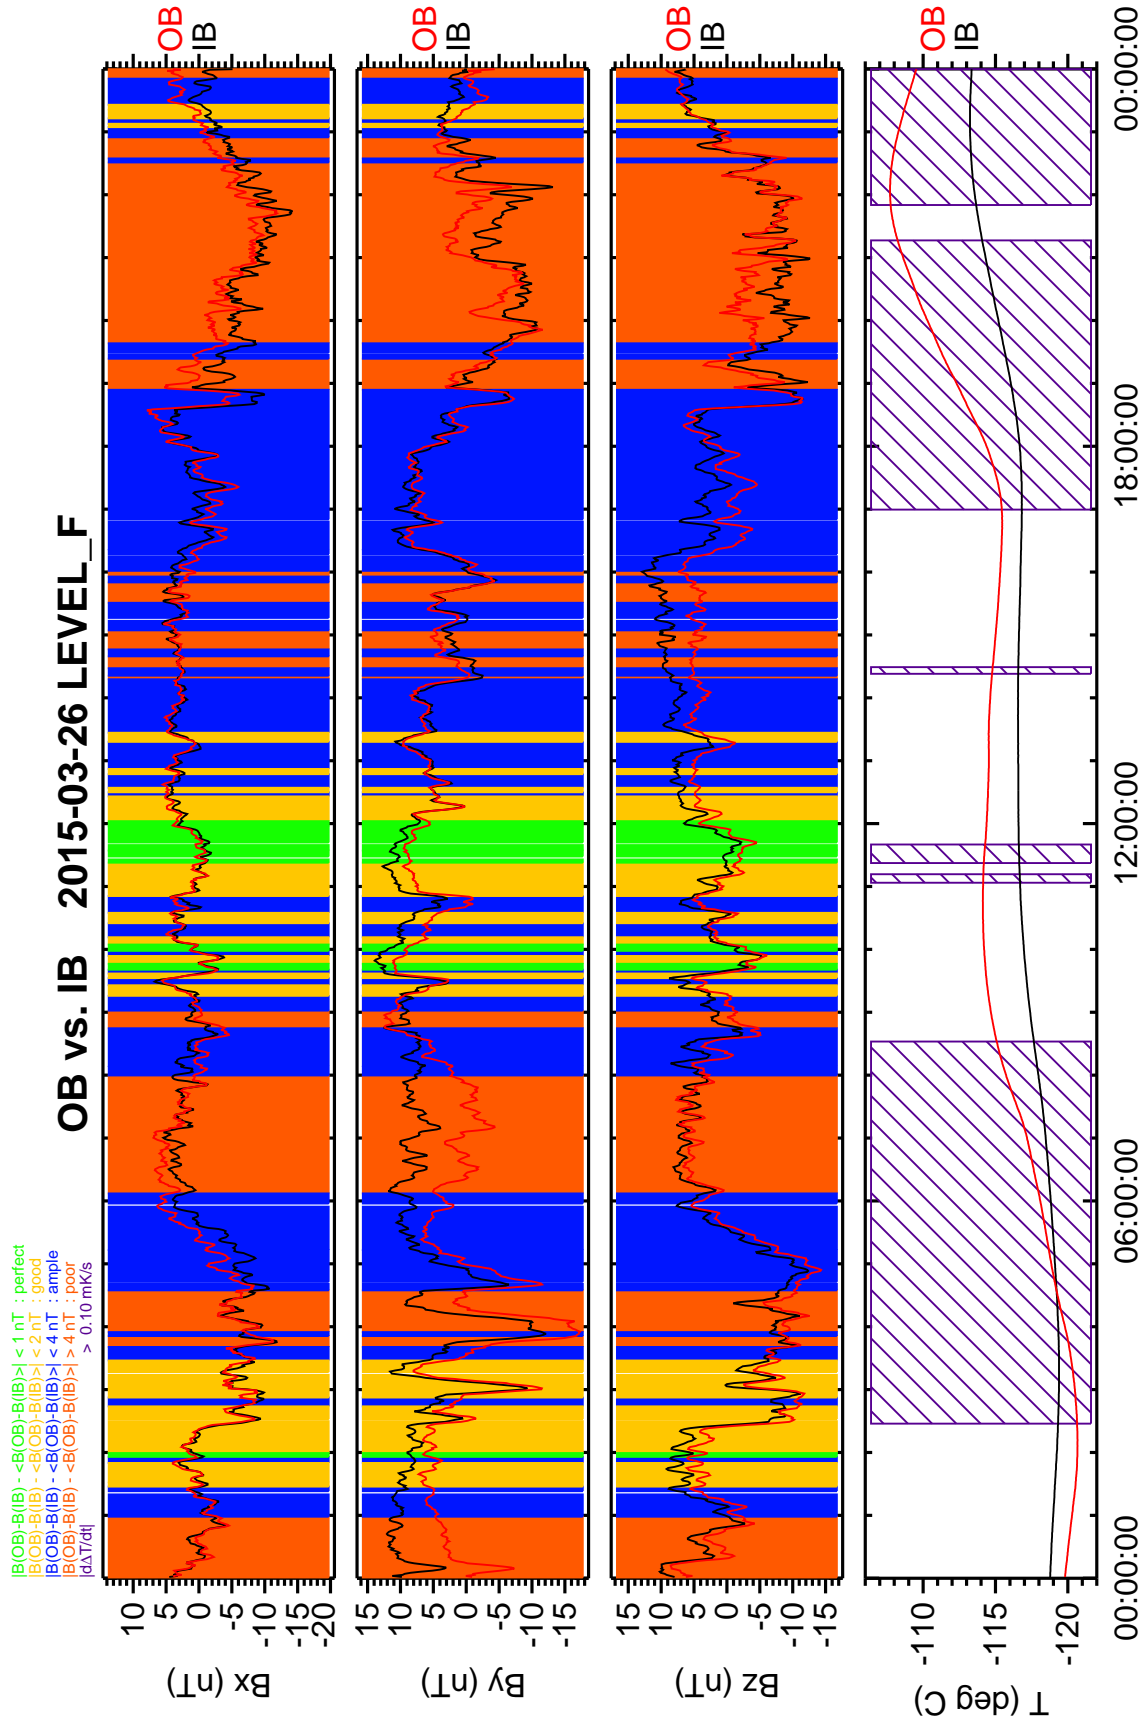 OB vs. IB 2015-03-26 LEVEL_F
|B(OB)-B(IB) - <B(OB)-B(IB)>| < 1 nT : perfect
|B(OB)-B(IB) - <B(OB)-B(IB)>| < 2 nT : good
|B(OB)-B(IB) - <B(OB)-B(IB)>| < 4 nT : ample
|B(OB)-B(IB) - <B(OB)-B(IB)>| > 4 nT : poor
|dΔT/dt| > 0.10 mK/s
Bx (nT)
10
5
0
-5
-10
-15
-20
OB
IB
By (nT)
15
10
5
0
-5
-10
-15
OB
IB
Bz (nT)
15
10
5
0
-5
-10
-15
OB
IB
T (deg C)
-110
-115
-120
OB
IB
00:00:00
06:00:00
12:00:00
18:00:00
00:00:00